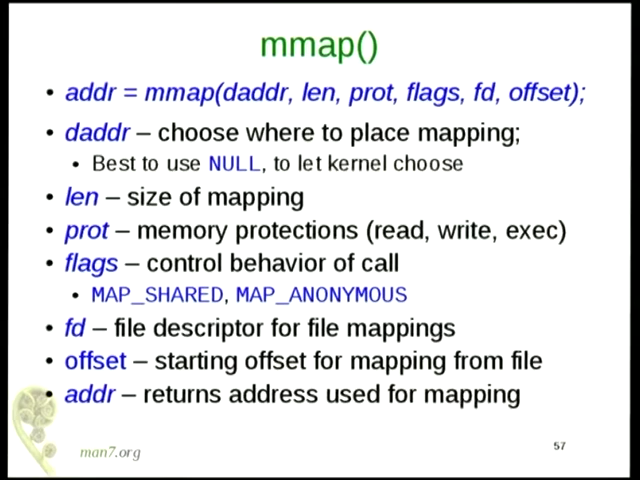 mmap()
• addr = mmap(daddr, len, prot, flags, fd, offset);
• daddr – choose where to place mapping;
• Best to use NULL, to let kernel choose
• len – size of mapping
• prot – memory protections (read, write, exec)
• flags – control behavior of call
• MAP_SHARED, MAP_ANONYMOUS
• fd – file descriptor for file mappings
• offset – starting offset for mapping from file
• addr – returns address used for mapping
man7.org
57